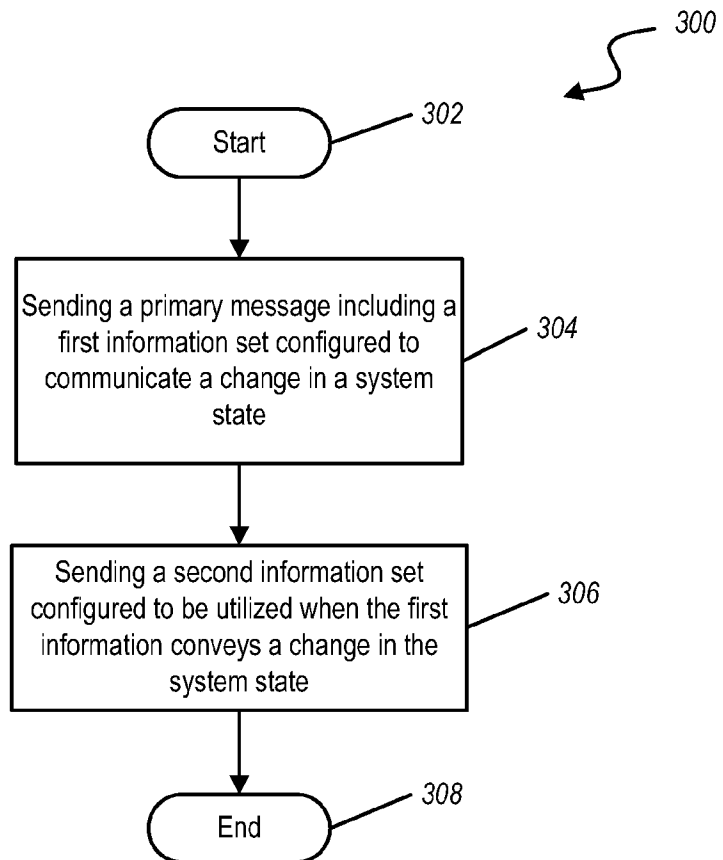 300
302
Start
Sending a primary message including a
first information set configured to
communicate a change in a system
state
304
Sending a second information set
configured to be utilized when the first
information conveys a change in the
system state
306
308
End